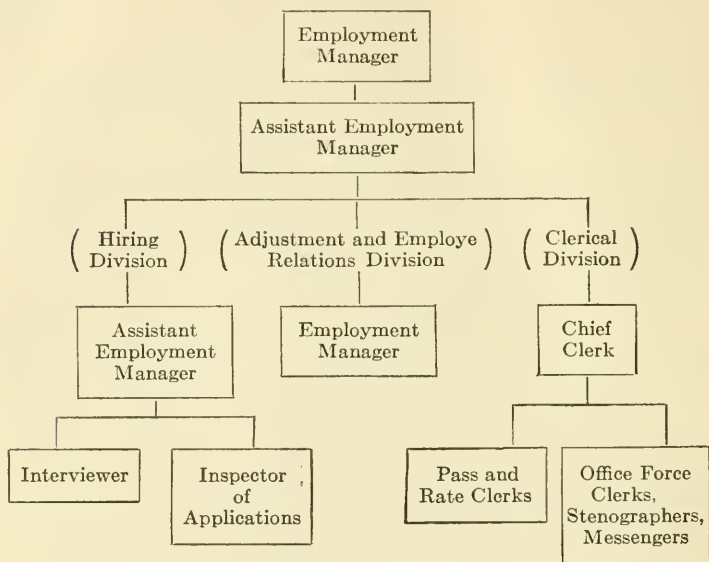 Employment
Manager
Assistant Employment
Manager
( Hiring
Division )
( Adjustment and Employe
Relations Division )
( Clerical
Division )
Assistant
Employment
Manager
Employment
Manager
Chief
Clerk
Interviewer
Inspector
of
Applications
Pass and
Rate Clerks
Office Force
Clerks,
Stenographers,
Messengers